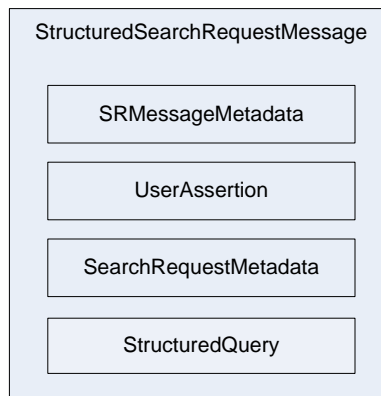 StructuredSearchRequestMessage
SRMessageMetadata
UserAssertion
SearchRequestMetadata
StructuredQuery